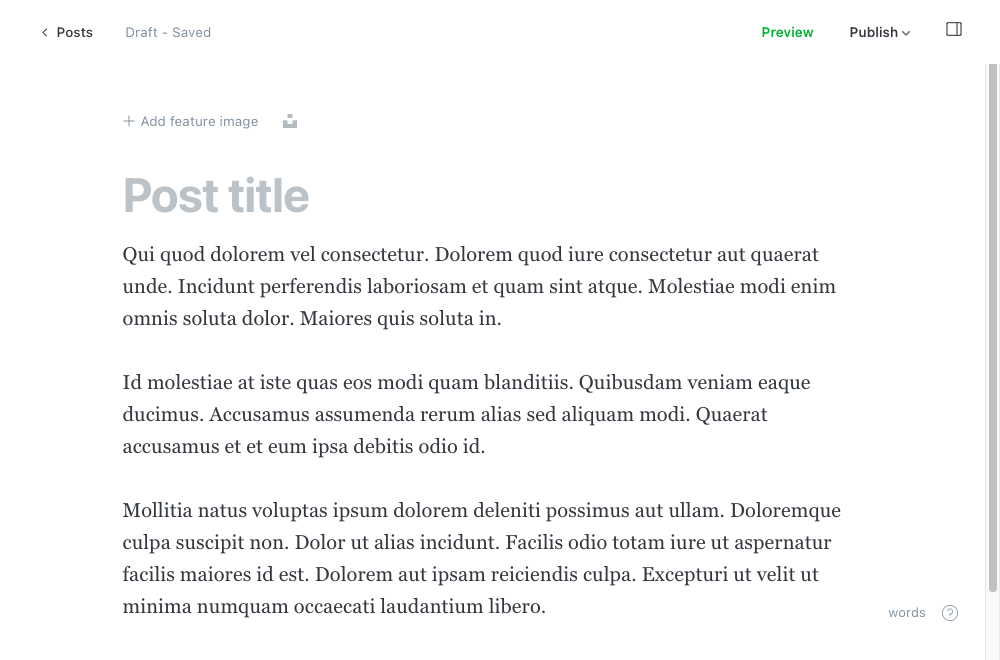 Posts Draft - Saved Preview Publish
Add feature image
Post title
Qui quod dolorem vel consectetur. Dolorem quod iure consectetur aut quaerat
unde. Incidunt perferendis laboriosam et quam sint atque. Molestiae modi enim
omnis soluta dolor. Maiores quis soluta in.
Id molestiae at iste quas eos modi quam blanditiis. Quibusdam veniam eaque
ducimus. Accusamus assumenda rerum alias sed aliquam modi. Quaerat
accusamus et et eum ipsa debitis odio id.
Mollitia natus voluptas ipsum dolorem deleniti possimus aut ullam. Doloremque
culpa suscipit non. Dolor ut alias incidunt. Facilis odio totam iure ut aspernatur
facilis maiores id est. Dolorem aut ipsam reiciendis culpa. Excepturi ut velit ut
minima numquam occaecati laudantium libero.
words ?